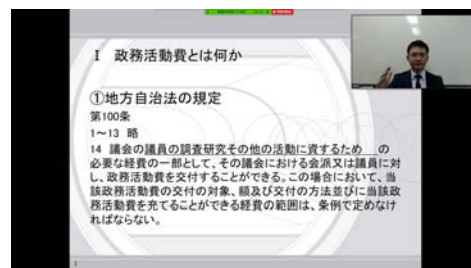 Ⅰ 政務活動費とは何か
①地方自治法の規定
第100条
1～13 略
14 議会の議員の調査研究その他の活動に資するため の
必要な経費の一部として、その議会における会派又は議員に対
し、政務活動費を交付することができる。この場合において、当
該政務活動費の交付の対象、額及び交付の方法並びに当該政
務活動費を充てることができる経費の範囲は、条例で定めなけ
ればならない。
1